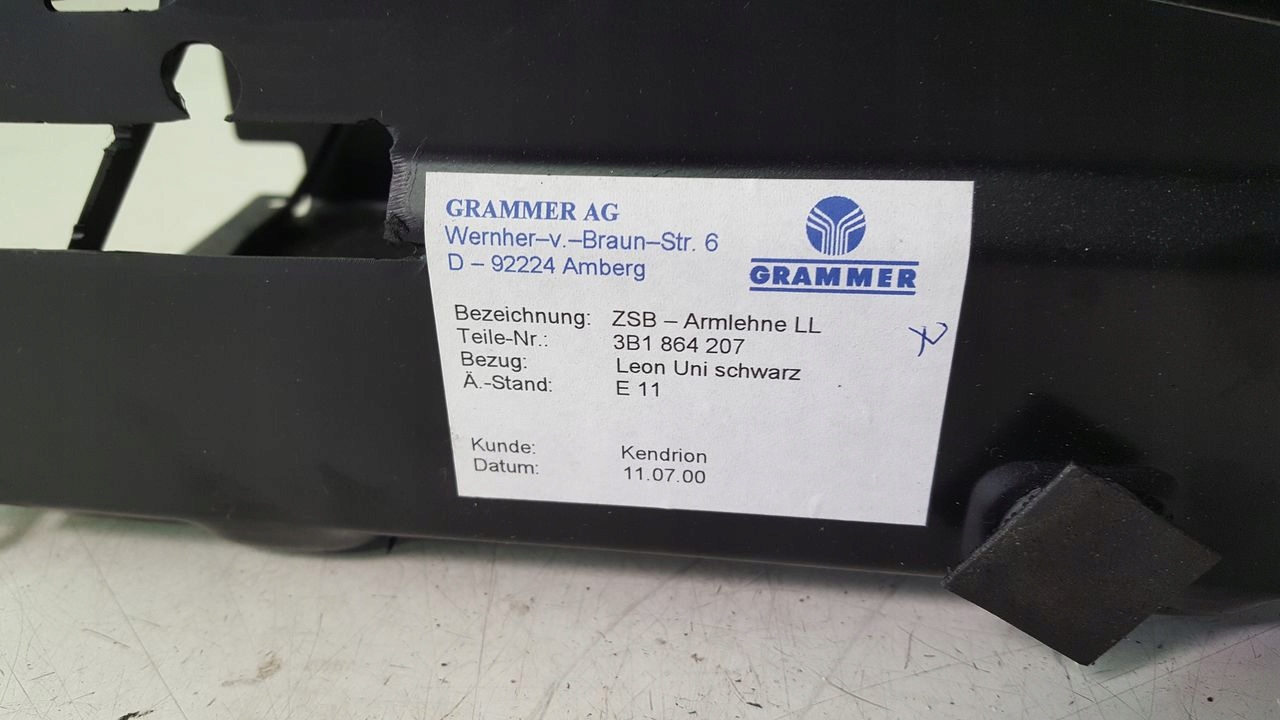 GRAMMER AG
Wernher–v.–Braun–Str. 6
D – 92224 Amberg
GRAMMER
Bezeichnung: ZSB – Armlehne LL
Teile-Nr.: 3B1 864 207
Bezug: Leon Uni schwarz
Ä.-Stand: E 11
Kunde: Kendrion
Datum: 11.07.00